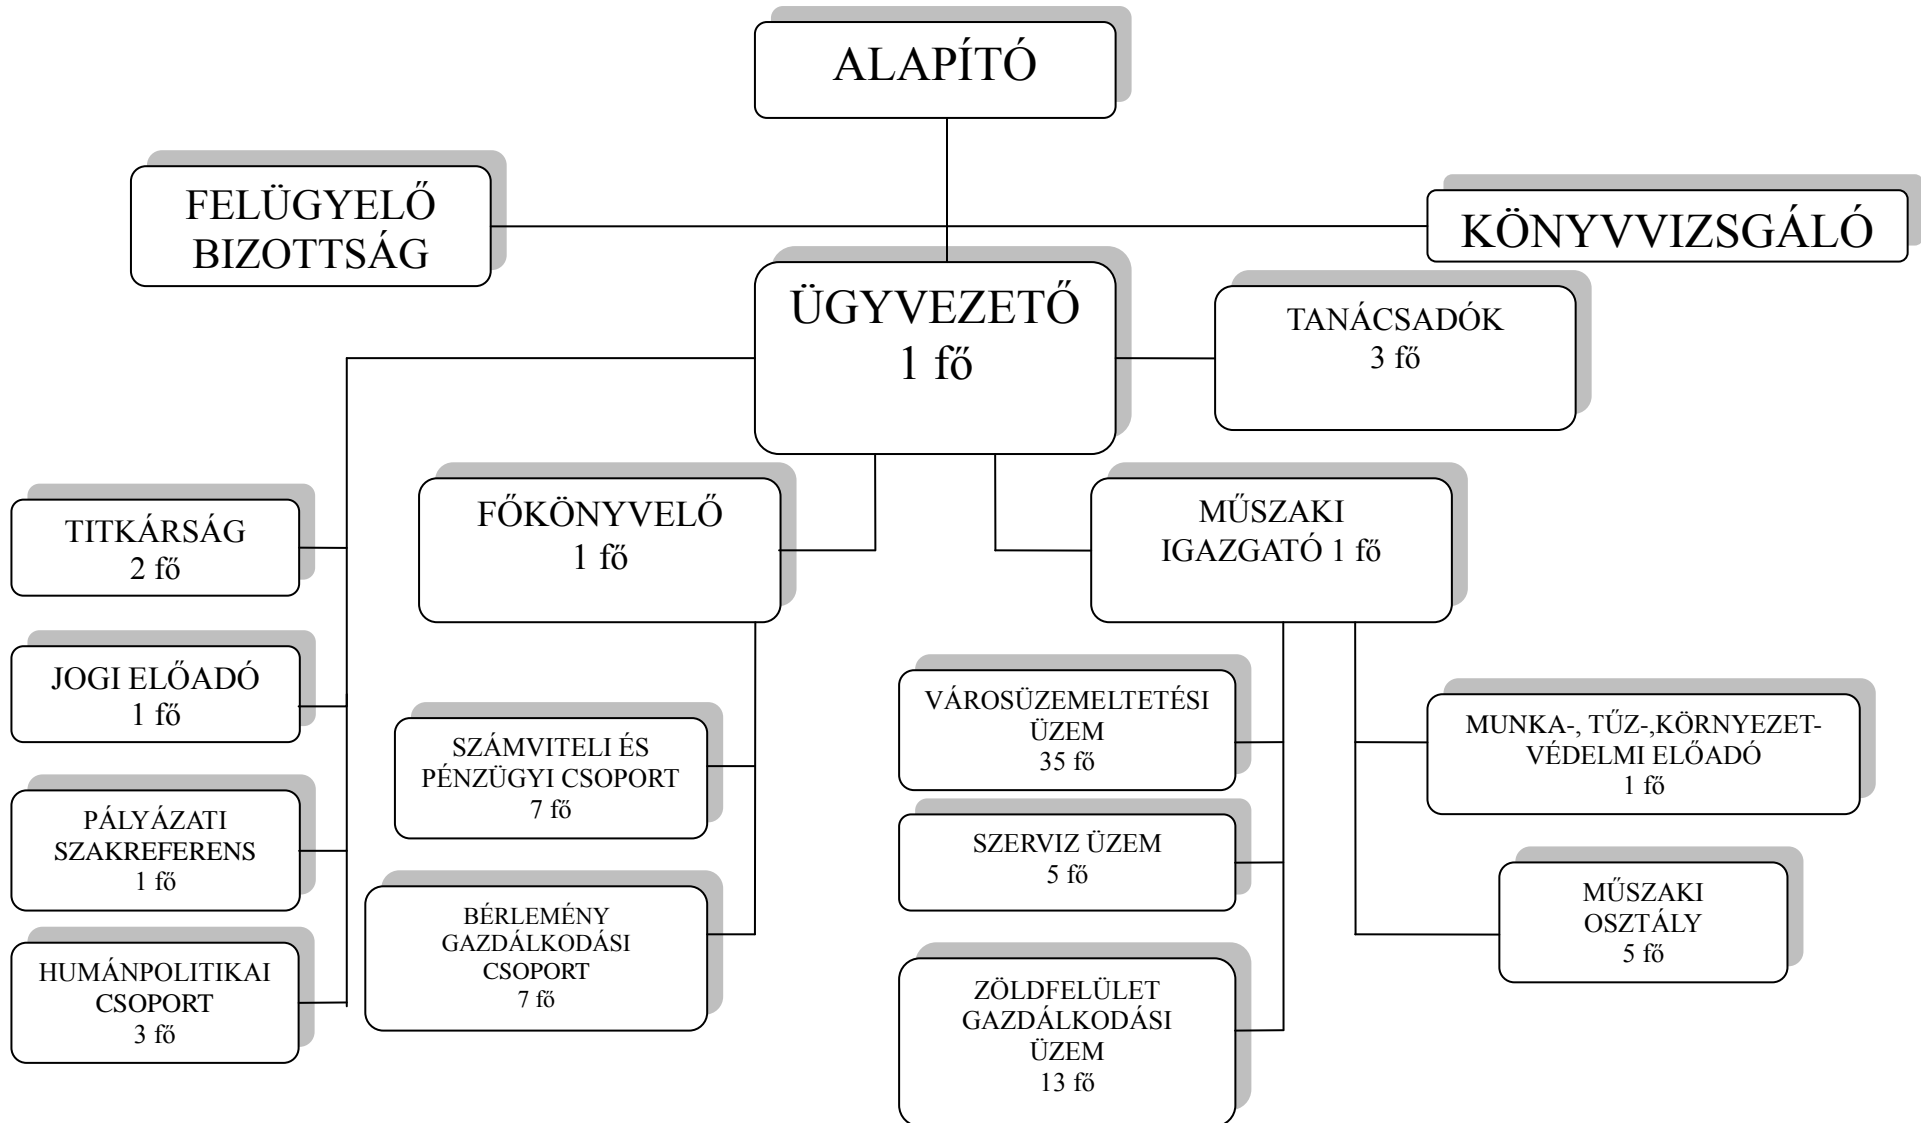 ALAPÍTÓ
FELÜGYELŐ
BIZOTTSÁG
KÖNYVVIZSGÁLÓ
ÜGYVEZETŐ
1 fő
TANÁCSADÓK
3 fő
TITKÁRSÁG
2 fő
FŐKÖNYVELŐ
1 fő
MŰSZAKI
IGAZGATÓ 1 fő
JOGI ELŐADÓ
1 fő
PÁLYÁZATI
SZAKREFERENS
1 fő
HUMÁNPOLITIKAI
CSOPORT
3 fő
SZÁMVITELI ÉS
PÉNZÜGYI CSOPORT
7 fő
BÉRLEMÉNY
GAZDÁLKODÁSI
CSOPORT
7 fő
VÁROSÜZEMELTETÉSI
ÜZEM
35 fő
SZERVIZ ÜZEM
5 fő
ZÖLDFELÜLET
GAZDÁLKODÁSI
ÜZEM
13 fő
MUNKA-, TŰZ-,KÖRNYEZET-
VÉDELMI ELŐADÓ
1 fő
MŰSZAKI
OSZTÁLY
5 fő